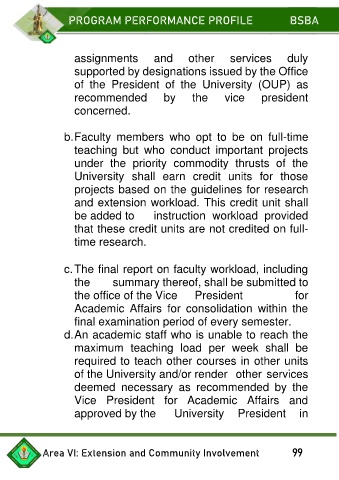 PROGRAM PERFORMANCE PROFILE BSBA
assignments and other services duly
supported by designations issued by the Office
of the President of the University (OUP) as
recommended by the vice president
concerned.
b.Faculty members who opt to be on full-time
teaching but who conduct important projects
under the priority commodity thrusts of the
University shall earn credit units for those
projects based on the guidelines for research
and extension workload. This credit unit shall
be added to instruction workload provided
that these credit units are not credited on full-
time research.
c.The final report on faculty workload, including
the summary thereof, shall be submitted to
the office of the Vice President for
Academic Affairs for consolidation within the
final examination period of every semester.
d.An academic staff who is unable to reach the
maximum teaching load per week shall be
required to teach other courses in other units
of the University and/or render other services
deemed necessary as recommended by the
Vice President for Academic Affairs and
approved by the University President in
Area VI: Extension and Community Involvement 99